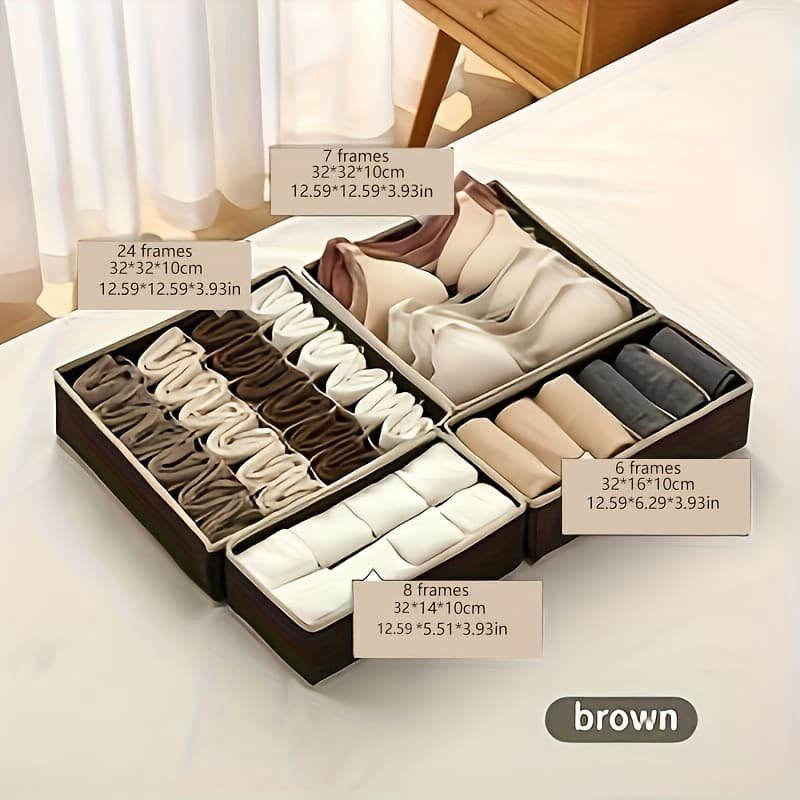 7 frames
32*32*10cm
12.59*12.59*3.93in
24 frames
32*32*10cm
12.59*12.59*3.93in
6 frames
32*16*10cm
12.59*6.29*3.93in
8 frames
32*14*10cm
12.59*5.51*3.93in
brown